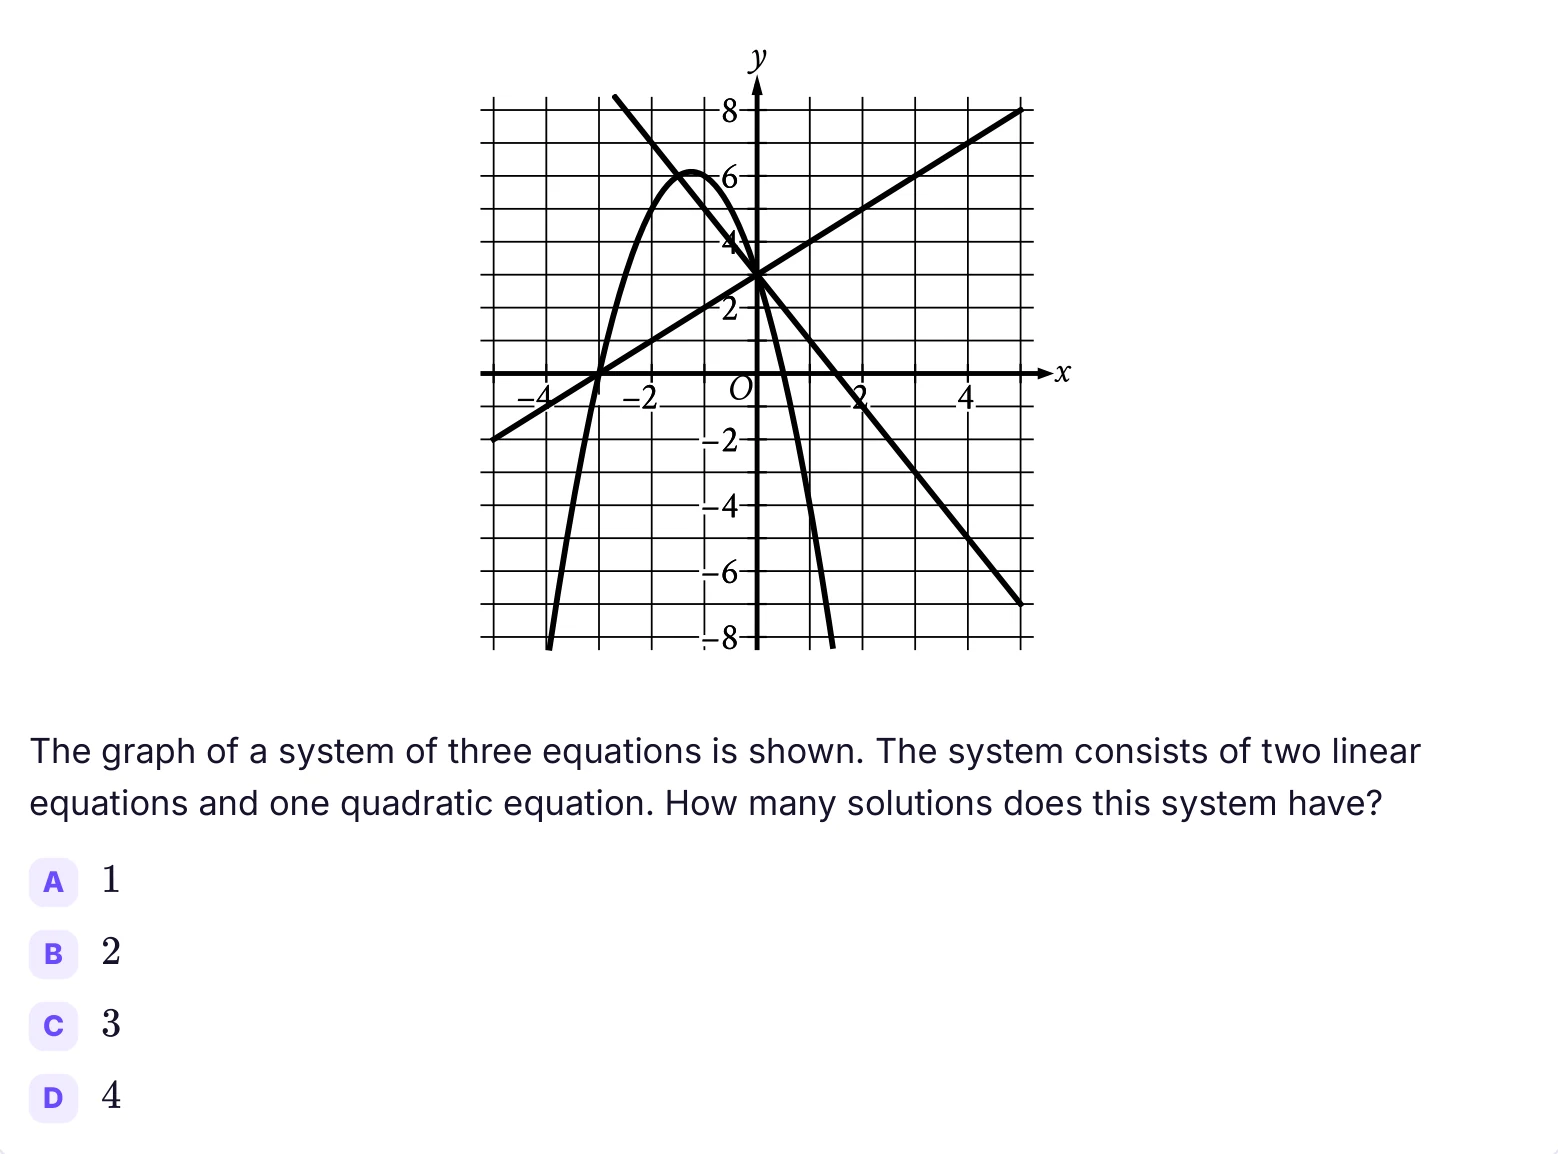 y
8
6
4
2
−4 −2 O 2 4 x
−2
−4
−6
−8
The graph of a system of three equations is shown. The system consists of two linear
equations and one quadratic equation. How many solutions does this system have?
A 1
B 2
C 3
D 4